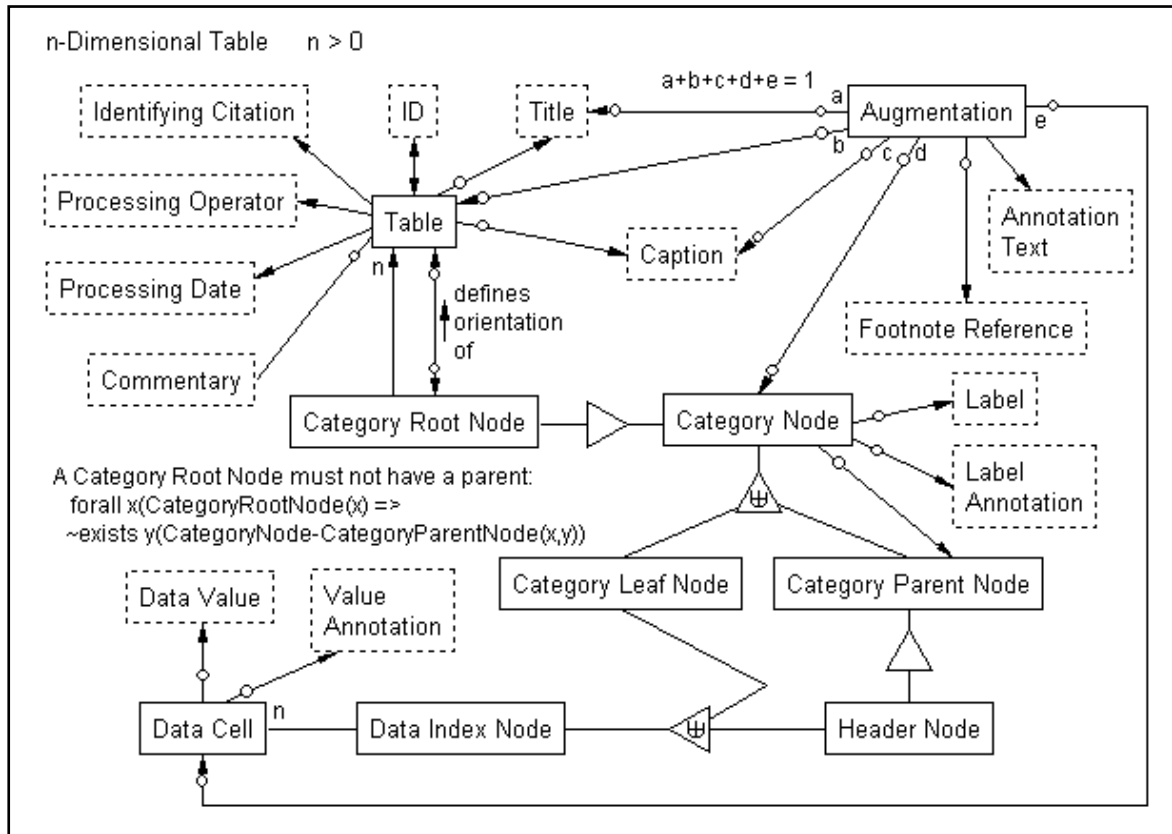 n-Dimensional Table n > 0
a+b+c+d+e = 1
Identifying Citation
ID
Title
a
Augmentation
e
b
c
d
Processing Operator
Table
Annotation
Text
Caption
n
Processing Date
defines
orientation
of
Footnote Reference
Commentary
Category Root Node
Category Node
Label
Label
Annotation
A Category Root Node must not have a parent:
forall x(CategoryRootNode(x) =>
~exists y(CategoryNode-CategoryParentNode(x,y))
⊎
Category Leaf Node
Category Parent Node
Data Value
Value
Annotation
Data Cell
n
Data Index Node
⊎
Header Node